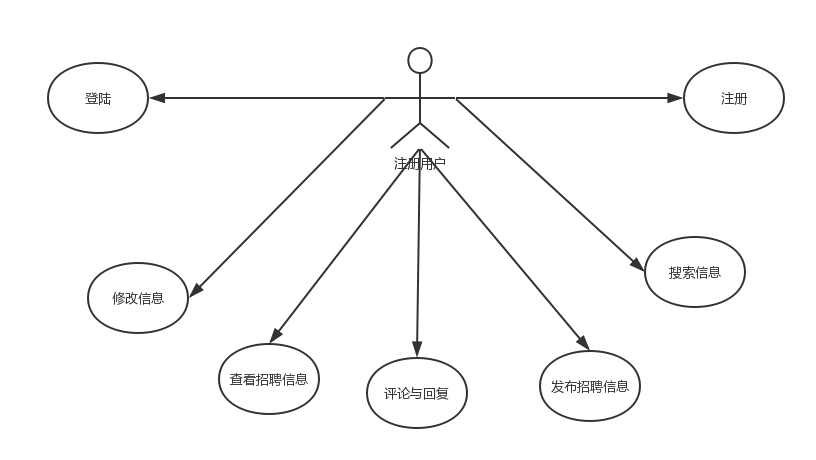 登陆
注册
注册用户
搜索信息
修改信息
查看招聘信息
评论与回复
发布招聘信息